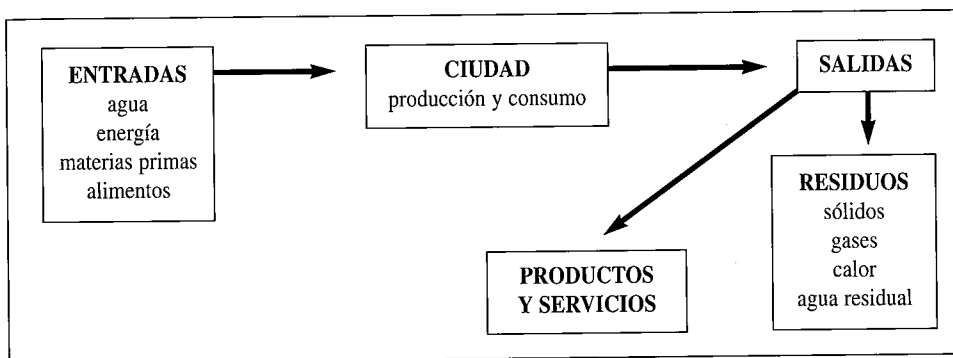 ENTRADAS
agua
energía
materias primas
alimentos
CIUDAD
producción y consumo
SALIDAS
PRODUCTOS
Y SERVICIOS
RESIDUOS
sólidos
gases
calor
agua residual